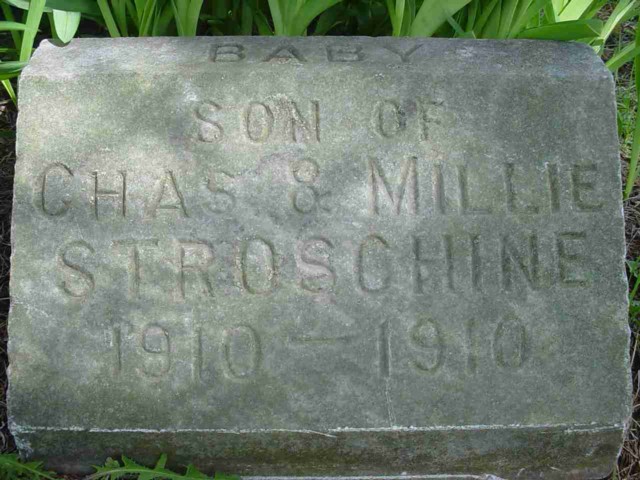 BABY
SON OF
CHAS & MILLIE
STROSCHINE
1910 — 1910